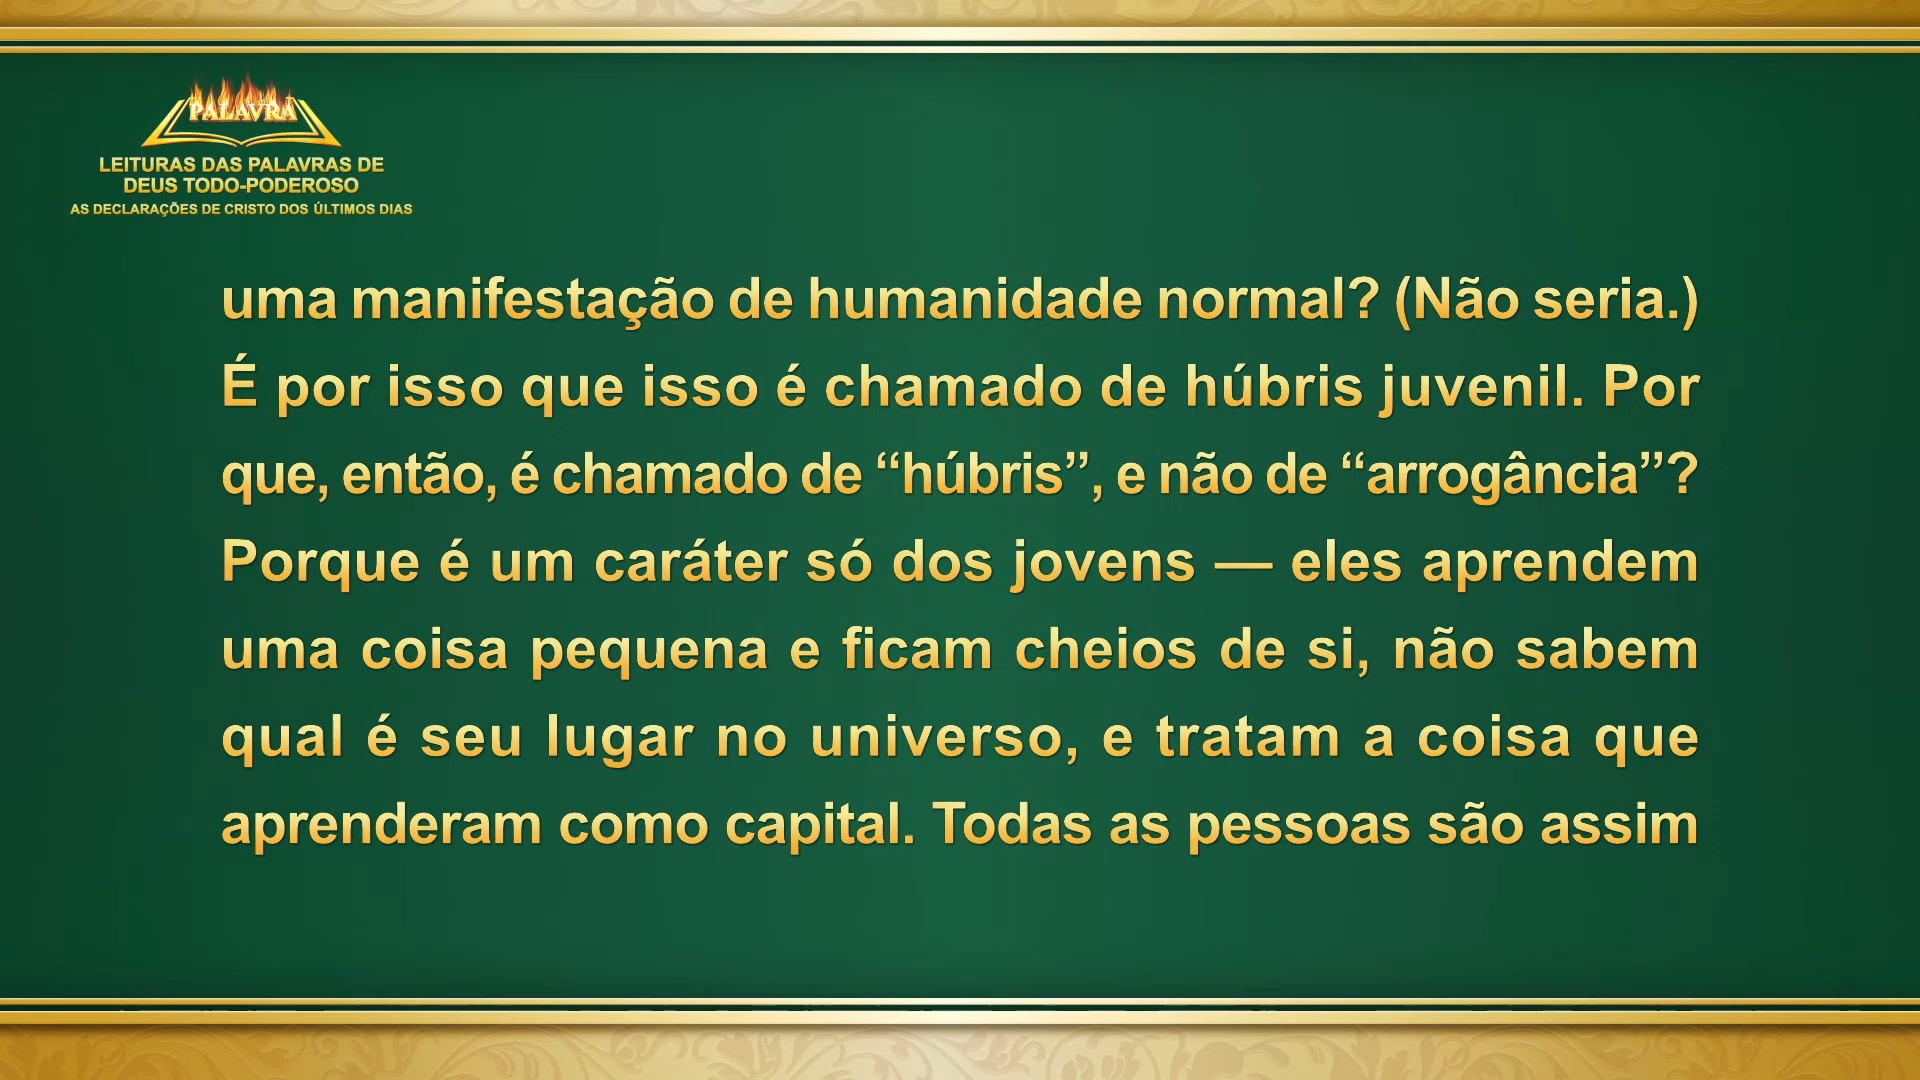 PALAVRA
LEITURAS DAS PALAVRAS DE
DEUS TODO-PODEROSO
AS DECLARAÇÕES DE CRISTO DOS ÚLTIMOS DIAS
uma manifestação de humanidade normal? (Não seria.)
É por isso que isso é chamado de húbris juvenil. Por
que, então, é chamado de “húbris”, e não de “arrogância”?
Porque é um caráter só dos jovens — eles aprendem
uma coisa pequena e ficam cheios de si, não sabem
qual é seu lugar no universo, e tratam a coisa que
aprenderam como capital. Todas as pessoas são assim